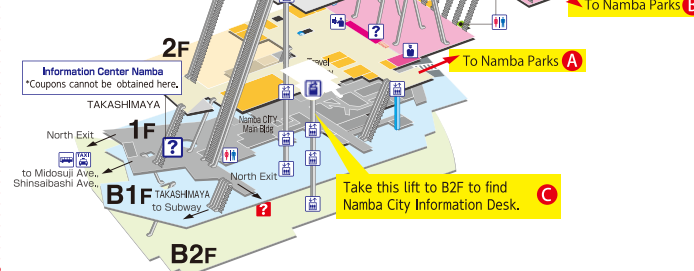 To Namba Parks B
2F
?
To Namba Parks A
Information Center Namba
*Coupons cannot be obtained here.
TAKASHIMAYA
Namba CITY
Main Bldg
1F
North Exit
?
TAXI
to Midosuji Ave.,
Shinsaibashi Ave.,
North Exit
B1F
TAKASHIMAYA
to Subway
?
Take this lift to B2F to find
Namba City Information Desk.
C
B2F